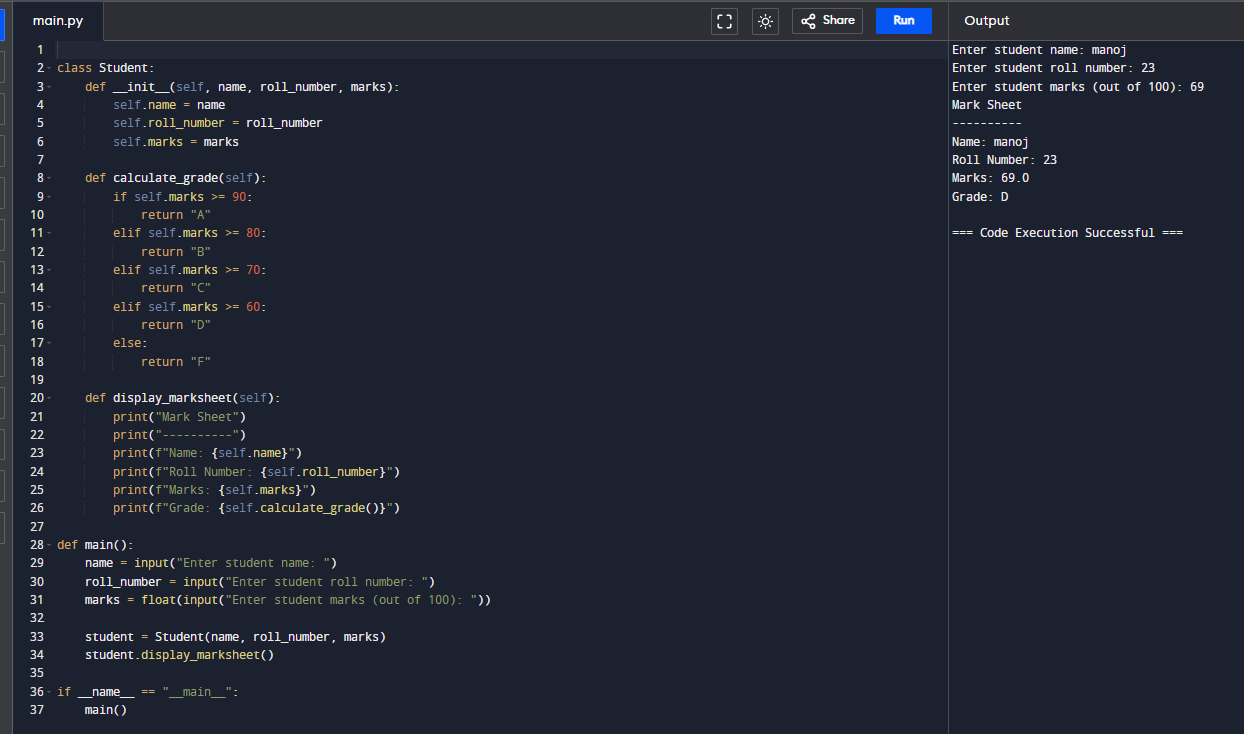 main.py
Share
Run
Output
1
2 class Student:
3     def __init__(self, name, roll_number, marks):
4         self.name = name
5         self.roll_number = roll_number
6         self.marks = marks
7
8     def calculate_grade(self):
9         if self.marks >= 90:
10             return "A"
11         elif self.marks >= 80:
12             return "B"
13         elif self.marks >= 70:
14             return "C"
15         elif self.marks >= 60:
16             return "D"
17         else:
18             return "F"
19
20     def display_marksheet(self):
21         print("Mark Sheet")
22         print("----------")
23         print(f"Name: {self.name}")
24         print(f"Roll Number: {self.roll_number}")
25         print(f"Marks: {self.marks}")
26         print(f"Grade: {self.calculate_grade()}")
27
28 def main():
29     name = input("Enter student name: ")
30     roll_number = input("Enter student roll number: ")
31     marks = float(input("Enter student marks (out of 100): "))
32
33     student = Student(name, roll_number, marks)
34     student.display_marksheet()
35
36 if __name__ == "__main__":
37     main()
Enter student name: manoj
Enter student roll number: 23
Enter student marks (out of 100): 69
Mark Sheet
----------
Name: manoj
Roll Number: 23
Marks: 69.0
Grade: D
=== Code Execution Successful ===